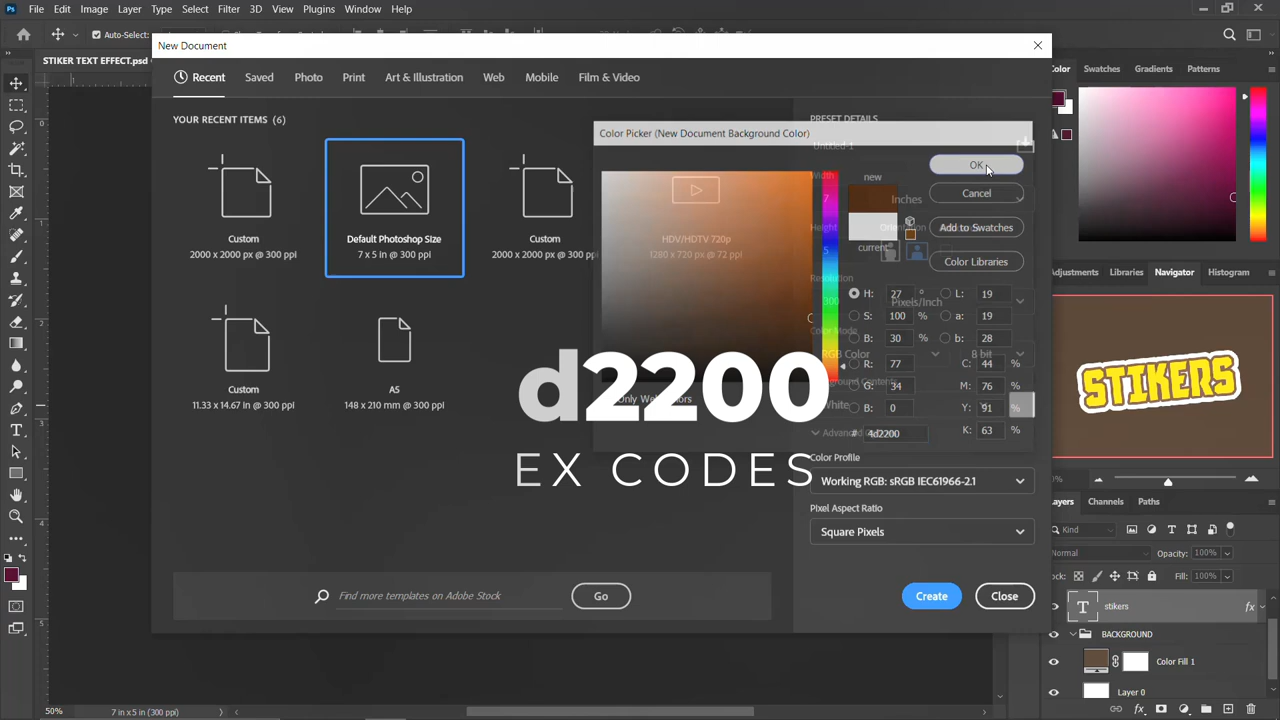 Ps File Edit Image Layer Type Select Filter 3D View Plugins Window Help
Auto-Select:
New Document
STIKER TEXT EFFECT.psd
Recent Saved Photo Print Art & Illustration Web Mobile Film & Video
YOUR RECENT ITEMS (6)
Custom
2000 x 2000 px @ 300 ppi
Default Photoshop Size
7 x 5 in @ 300 ppi
Custom
2000 x 2000 px @ 300 ppi
HDV/HDTV 720p
1280 x 720 px @ 72 ppi
Custom
11.33 x 14.67 in @ 300 ppl
A5
148 x 210 mm @ 300 ppl
PRESET DETAILS
Untitled-1
Width
7
Inches
Height
5
Orientation
Resolution
300
Pixels/Inch
Color Mode
RGB Color
8 bit
White
Color Profile
Working RGB: sRGB IEC61966-2.1
Pixel Aspect Ratio
Square Pixels
Color Picker (New Document Background Color)
new
current
OK
Cancel
Add to Swatches
Color Libraries
H: 27 °
S: 100 %
B: 30 %
R: 77
G: 34
B: 0
# 4d2200
L: 19
a: 19
b: 28
C: 44 %
M: 76 %
Y: 91 %
K: 63 %
d2200
EX CODES
Find more templates on Adobe Stock
Go
Create
Close
Color Swatches Gradients Patterns
Adjustments Libraries Navigator Histogram
STIKERS
Layers Channels Paths
Kind
Normal
Opacity: 100%
Lock:
Fill: 100%
stikers
fx
BACKGROUND
Color Fill 1
Layer 0
50%
7 in x 5 in (300 ppi)